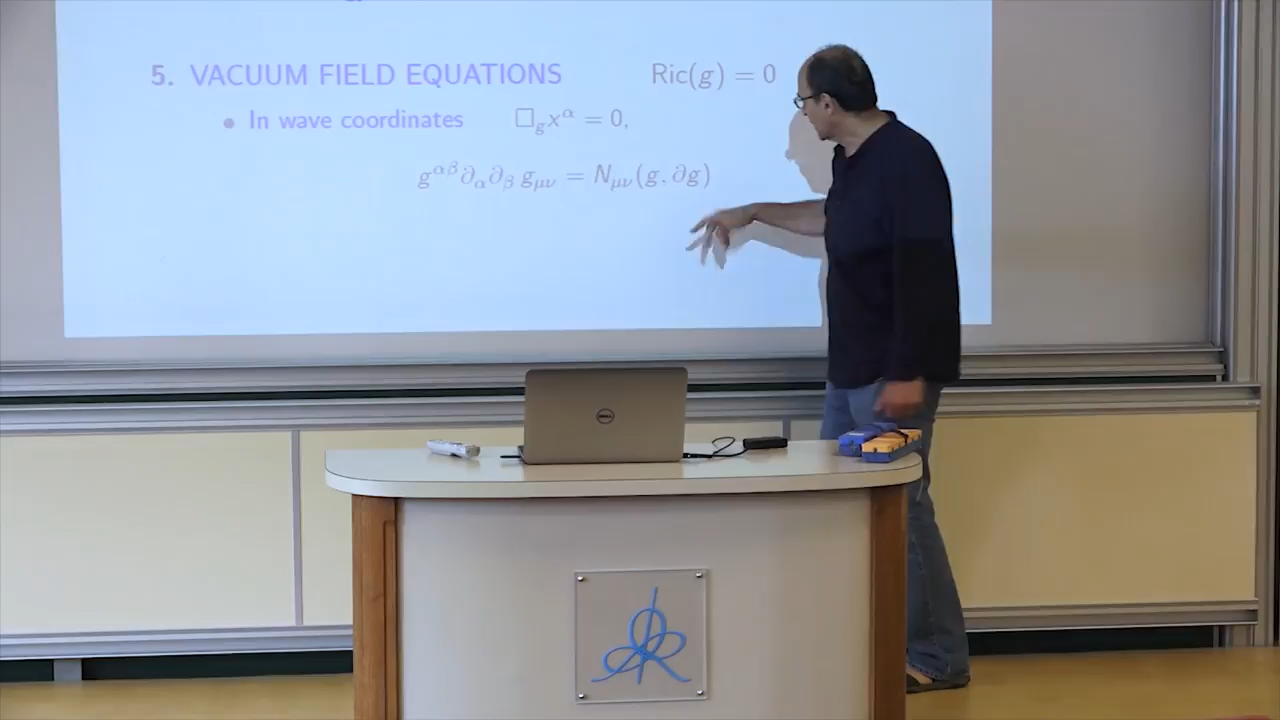 5. VACUUM FIELD EQUATIONS Ric(g) = 0
• In wave coordinates □_g x^α = 0,
g^{αβ}∂_α∂_β g_{μν} = N_{μν}(g, ∂g)
DELL